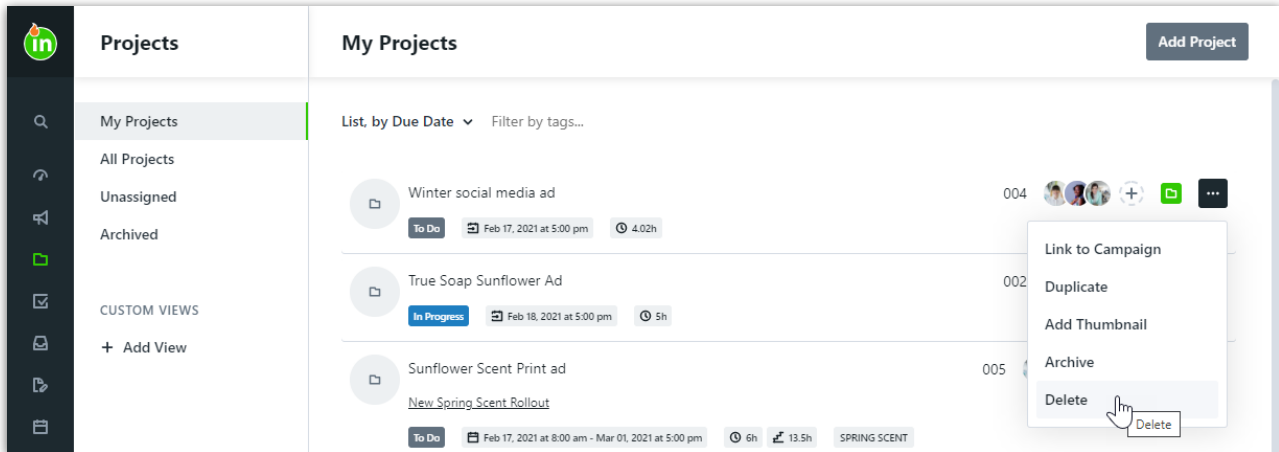 in
Projects
My Projects
Add Project
My Projects
All Projects
Unassigned
Archived
CUSTOM VIEWS
+ Add View
List, by Due Date
Filter by tags...
Winter social media ad
004
To Do
Feb 17, 2021 at 5:00 pm
4.02h
True Soap Sunflower Ad
002
In Progress
Feb 18, 2021 at 5:00 pm
5h
Sunflower Scent Print ad
005
New Spring Scent Rollout
To Do
Feb 17, 2021 at 8:00 am - Mar 01, 2021 at 5:00 pm
6h
13.5h
SPRING SCENT
Link to Campaign
Duplicate
Add Thumbnail
Archive
Delete
Delete